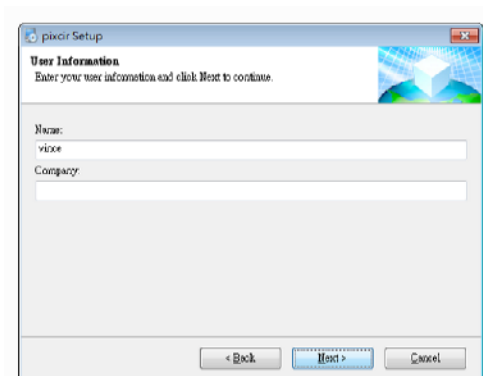 pixcir Setup
User Information
Enter your user information and click Next to continue.
Name:
vince
Company:
< Back
Next >
Cancel